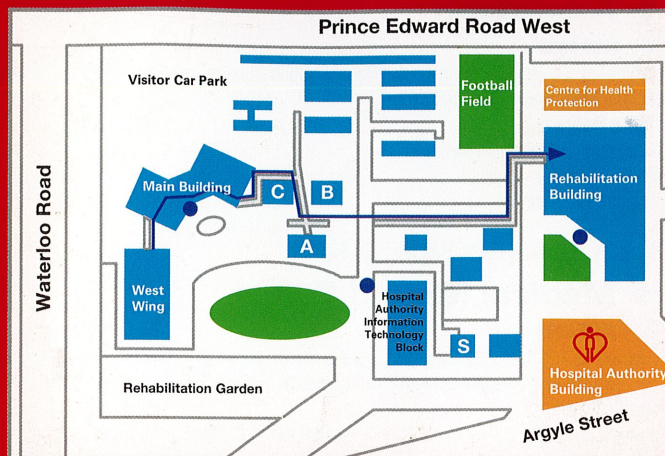 Prince Edward Road West
Visitor Car Park
Football
Field
Centre for Health
Protection
Waterloo Road
Main Building
C
B
Rehabilitation
Building
A
West
Wing
Hospital
Authority
Information
Technology
Block
S
Rehabilitation Garden
Hospital Authority
Building
Argyle Street